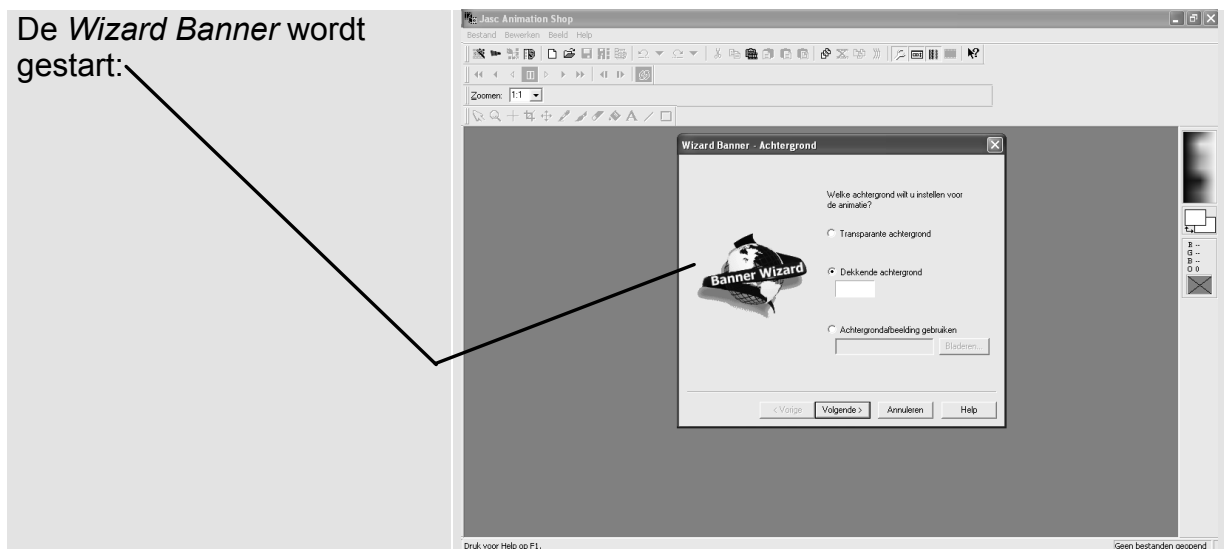 De Wizard Banner wordt
gestart:
Jasc Animation Shop
Bestand Bewerken Beeld Help
Zoomen: 1:1
Wizard Banner - Achtergrond
Welke achtergrond wilt u instellen voor
de animatie?
Transparante achtergrond
Banner Wizard
Dekkende achtergrond
Achtergrondafbeelding gebruiken
Bladeren...
< Vorige Volgende > Annuleren Help
R --
G --
B --
O 0
Druk voor Help op F1.
Geen bestanden geopend